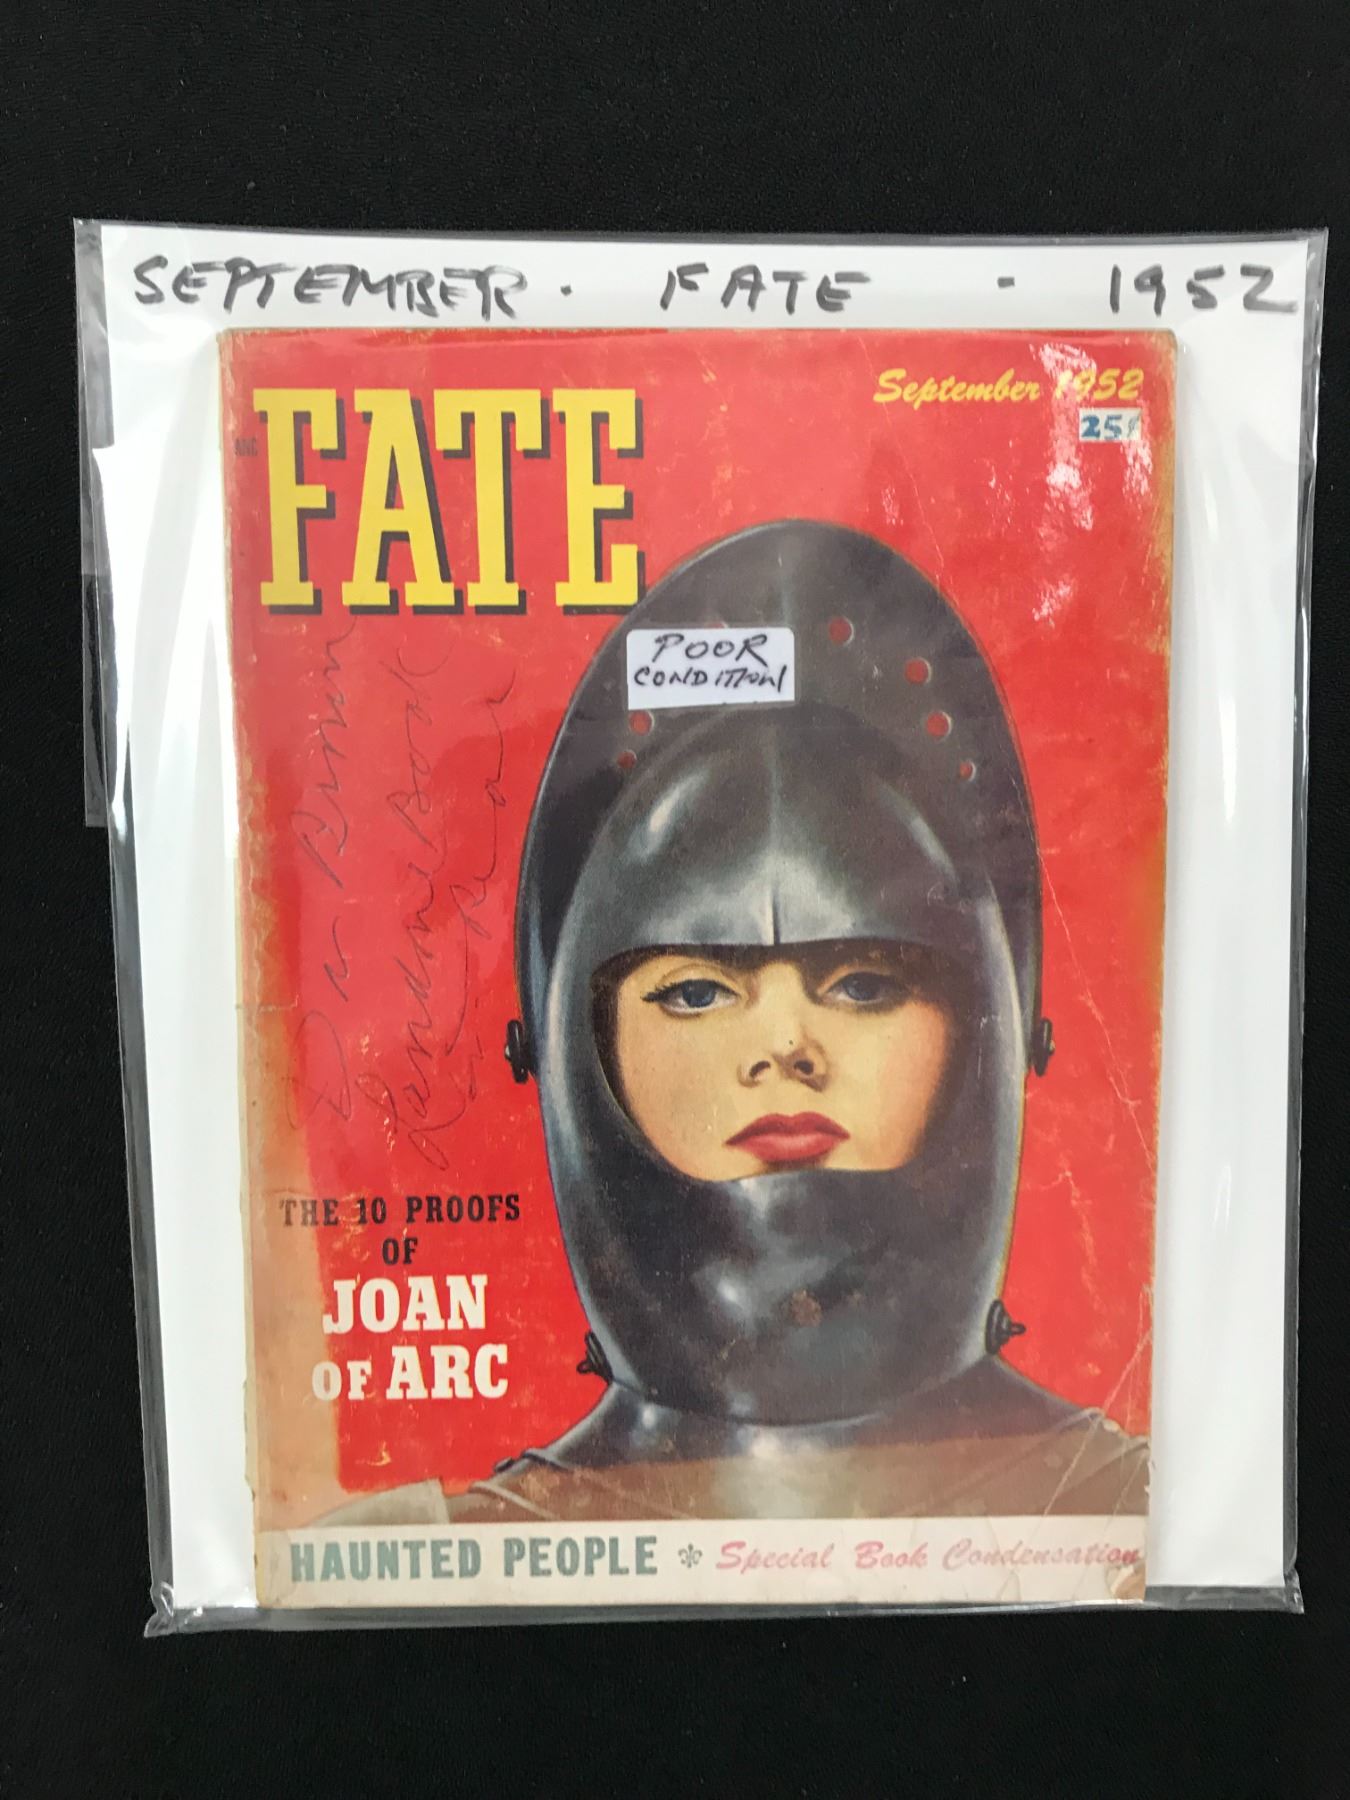 SEPTEMBER · FATE - 1952
September 1952
25¢
FATE
POOR
CONDITION
THE 10 PROOFS
OF
JOAN
OF ARC
HAUNTED PEOPLE Special Book Condensation